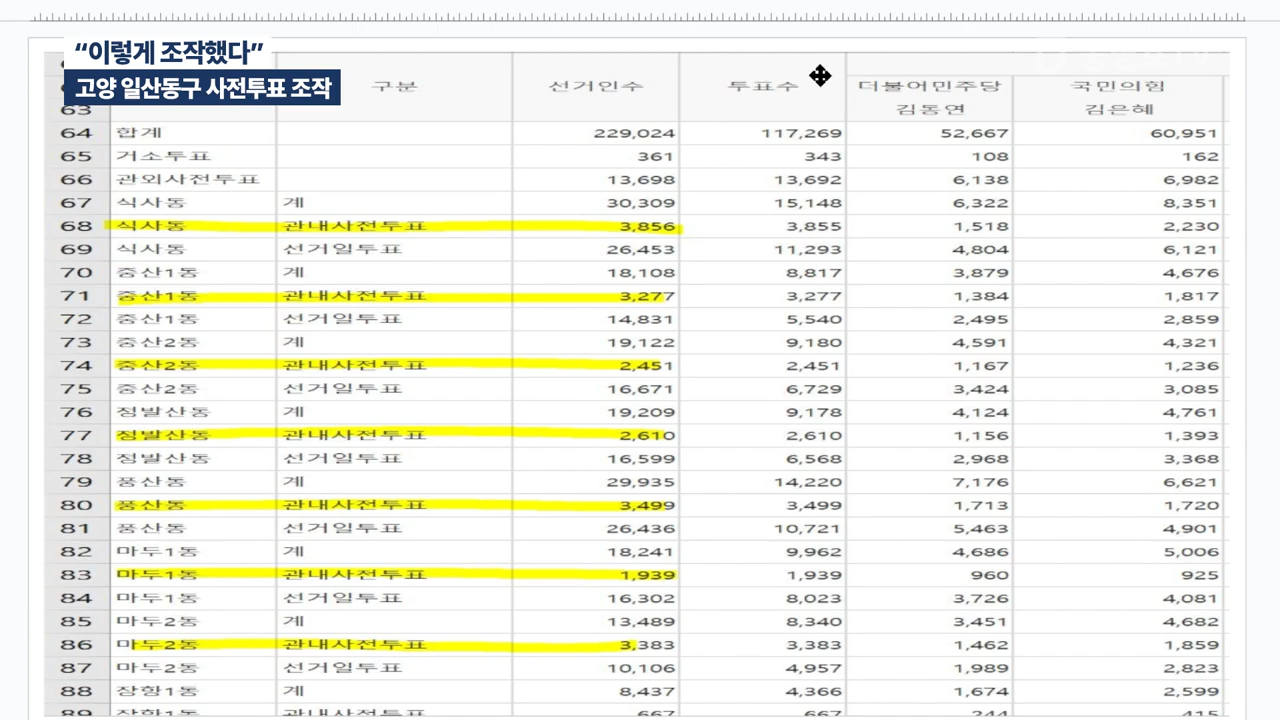 “이렇게 조작했다”
고양 일산동구 사전투표 조작
구분 선거인수 투표수 더불어민주당 국민의힘
63 김동연 김은혜
64 합계 229,024 117,269 52,667 60,951
65 거소투표 361 343 108 162
66 관외사전투표 13,698 13,692 6,138 6,982
67 식사동 계 30,309 15,148 6,322 8,351
68 식사동 관내사전투표 3,856 3,855 1,518 2,230
69 식사동 선거일투표 26,453 11,293 4,804 6,121
70 중산1동 계 18,108 8,817 3,879 4,676
71 중산1동 관내사전투표 3,277 3,277 1,384 1,817
72 중산1동 선거일투표 14,831 5,540 2,495 2,859
73 중산2동 계 19,122 9,180 4,591 4,321
74 중산2동 관내사전투표 2,451 2,451 1,167 1,236
75 중산2동 선거일투표 16,671 6,729 3,424 3,085
76 정발산동 계 19,209 9,178 4,124 4,761
77 정발산동 관내사전투표 2,610 2,610 1,156 1,393
78 정발산동 선거일투표 16,599 6,568 2,968 3,368
79 풍산동 계 29,935 14,220 7,176 6,621
80 풍산동 관내사전투표 3,499 3,499 1,713 1,720
81 풍산동 선거일투표 26,436 10,721 5,463 4,901
82 마두1동 계 18,241 9,962 4,686 5,006
83 마두1동 관내사전투표 1,939 1,939 960 925
84 마두1동 선거일투표 16,302 8,023 3,726 4,081
85 마두2동 계 13,489 8,340 3,451 4,682
86 마두2동 관내사전투표 3,383 3,383 1,462 1,859
87 마두2동 선거일투표 10,106 4,957 1,989 2,823
88 장항1동 계 8,437 4,366 1,674 2,599
89 장항1동 관내사전투표 667 667 244 415